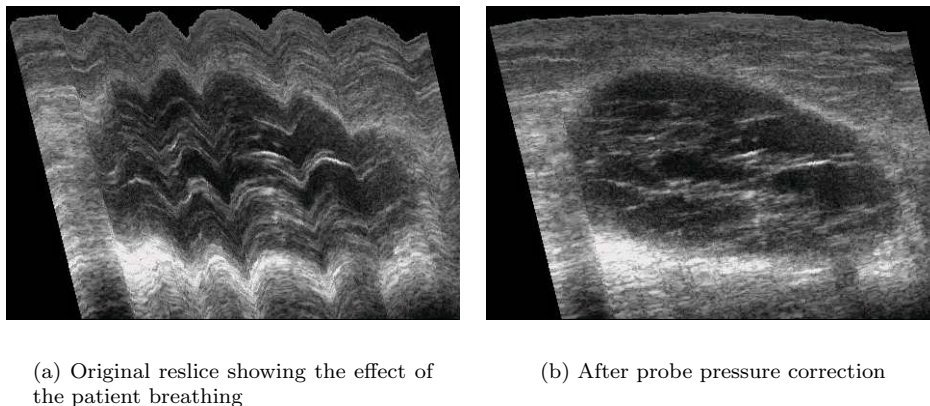 (a) Original reslice showing the effect of
the patient breathing
(b) After probe pressure correction